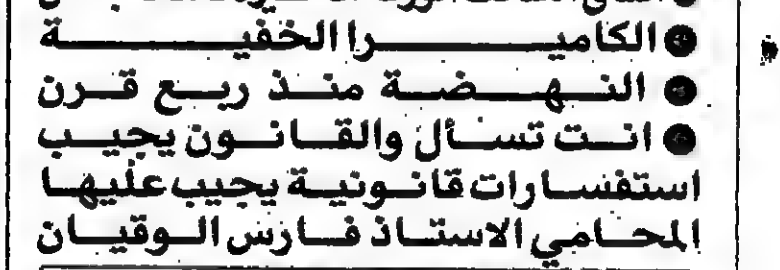 ● الكاميرا الخفية
● النهضة منذ ربع قرن
● انت تسأل والقانون يجيب
استفسارات قانونية يجيب عليها
المحامي الاستاذ فارس الوقيان